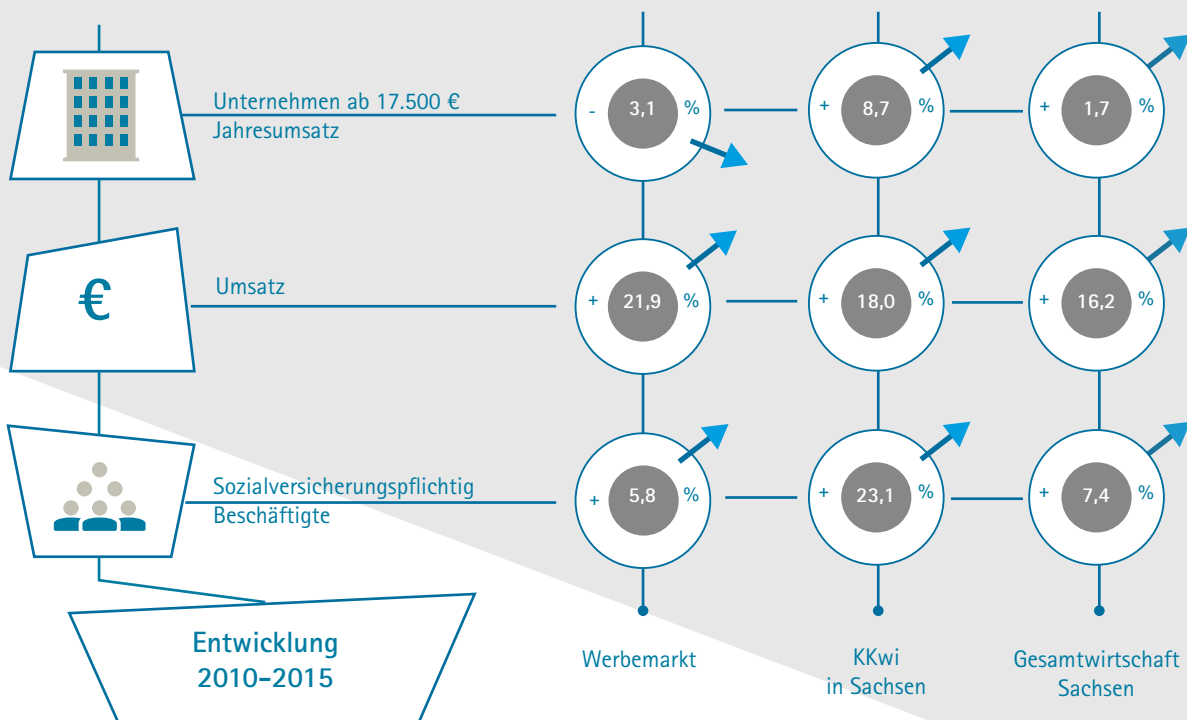 Unternehmen ab 17.500 €
Jahresumsatz
- 3,1 %
+ 8,7 %
+ 1,7 %
€
Umsatz
+ 21,9 %
+ 18,0 %
+ 16,2 %
Sozialversicherungspflichtig
Beschäftigte
+ 5,8 %
+ 23,1 %
+ 7,4 %
Entwicklung
2010–2015
Werbemarkt
KKwi
in Sachsen
Gesamtwirtschaft
Sachsen